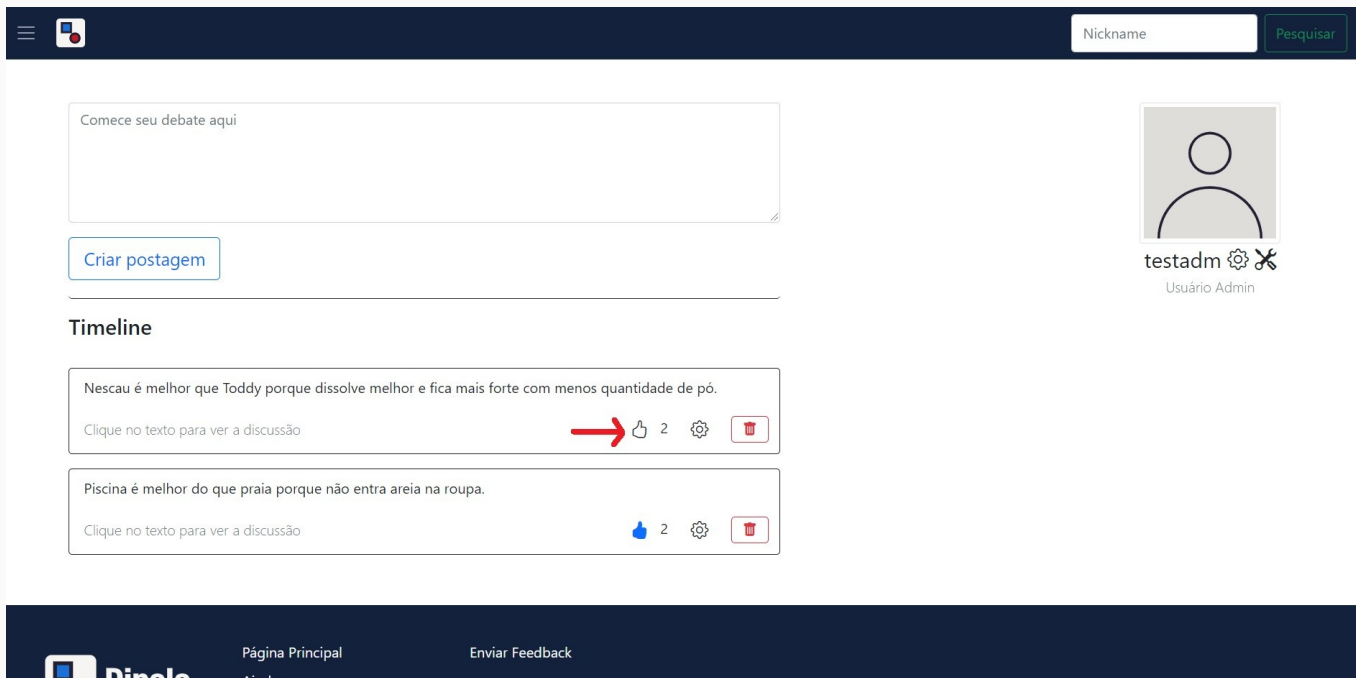 Nickname
Pesquisar
Comece seu debate aqui
Criar postagem
testadm
Usuário Admin
Timeline
Nescau é melhor que Toddy porque dissolve melhor e fica mais forte com menos quantidade de pó.
Clique no texto para ver a discussão
2
Piscina é melhor do que praia porque não entra areia na roupa.
Clique no texto para ver a discussão
2
Página Principal
Enviar Feedback